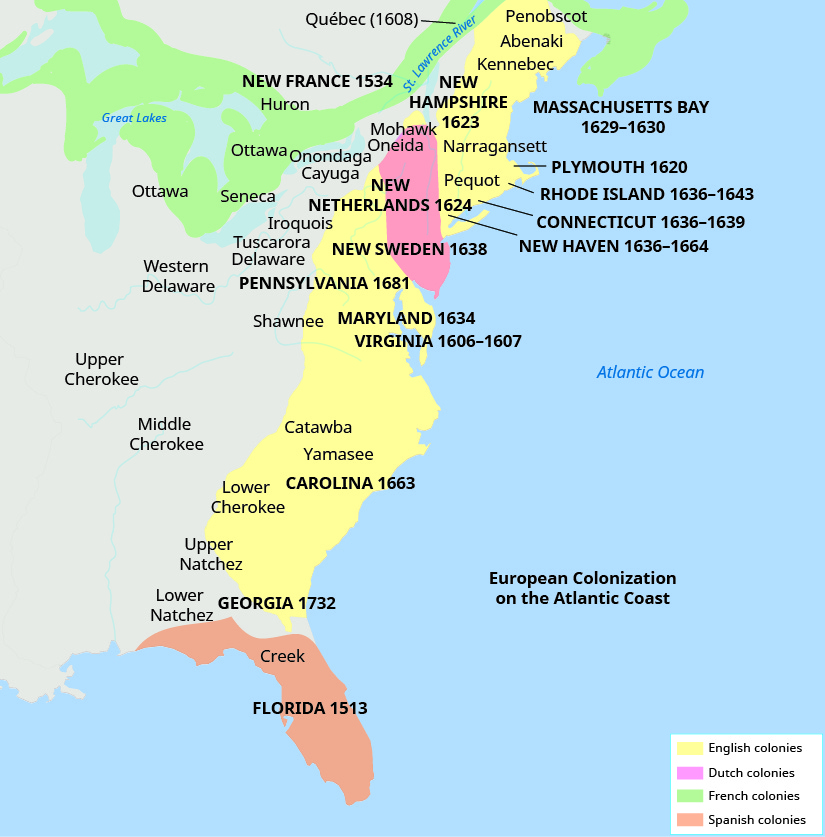 Québec (1608)
St. Lawrence River
Penobscot
Abenaki
Kennebec
NEW FRANCE 1534
Huron
NEW
HAMPSHIRE
1623
MASSACHUSETTS BAY
1629–1630
Great Lakes
Mohawk
Oneida
Narragansett
Ottawa
Onondaga
Cayuga
PLYMOUTH 1620
Pequot
Ottawa
Seneca
NEW
NETHERLANDS 1624
RHODE ISLAND 1636–1643
Iroquois
CONNECTICUT 1636–1639
Tuscarora
Delaware
NEW SWEDEN 1638
NEW HAVEN 1636–1664
Western
Delaware
PENNSYLVANIA 1681
Shawnee
MARYLAND 1634
VIRGINIA 1606–1607
Upper
Cherokee
Atlantic Ocean
Middle
Cherokee
Catawba
Yamasee
CAROLINA 1663
Lower
Cherokee
Upper
Natchez
European Colonization
on the Atlantic Coast
Lower
Natchez
GEORGIA 1732
Creek
FLORIDA 1513
English colonies
Dutch colonies
French colonies
Spanish colonies